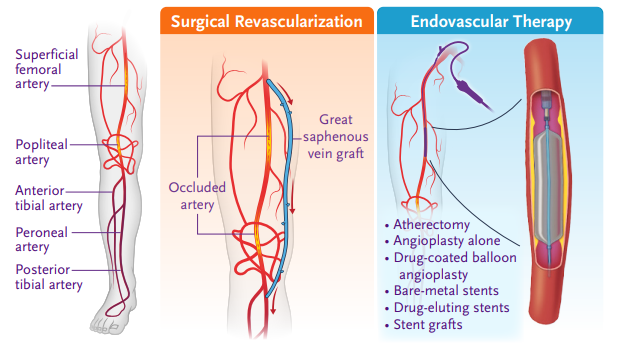 Surgical Revascularization
Endovascular Therapy
Superficial
femoral
artery
Popliteal
artery
Anterior
tibial artery
Peroneal
artery
Posterior
tibial artery
Great
saphenous
vein graft
Occluded
artery
• Atherectomy
• Angioplasty alone
• Drug-coated balloon
angioplasty
• Bare-metal stents
• Drug-eluting stents
• Stent grafts